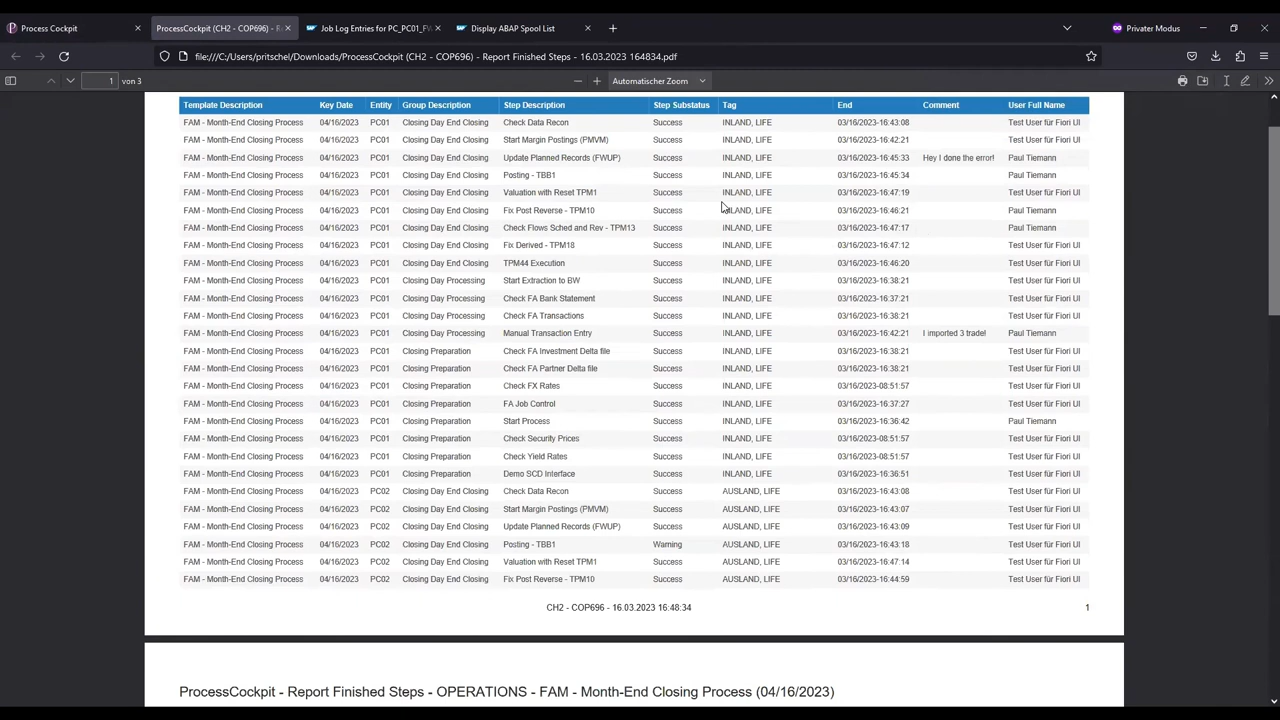 Process Cockpit
ProcessCockpit (CH2 - COP696) -
Job Log Entries for PC_PC01_FW
Display ABAP Spool List
Privater Modus
file:///C:/Users/pritschel/Downloads/ProcessCockpit (CH2 - COP696) - Report Finished Steps - 16.03.2023 164834.pdf
1 von 3
Automatischer Zoom
Template Description Key Date Entity Group Description Step Description Step Substatus Tag End Comment User Full Name
FAM - Month-End Closing Process 04/16/2023 PC01 Closing Day End Closing Check Data Recon Success INLAND, LIFE 03/16/2023-16:43:08 Test User für Fiori UI
FAM - Month-End Closing Process 04/16/2023 PC01 Closing Day End Closing Start Margin Postings (PMVM) Success INLAND, LIFE 03/16/2023-16:42:21 Test User für Fiori UI
FAM - Month-End Closing Process 04/16/2023 PC01 Closing Day End Closing Update Planned Records (FWUP) Success INLAND, LIFE 03/16/2023-16:45:33 Hey I done the error! Paul Tiemann
FAM - Month-End Closing Process 04/16/2023 PC01 Closing Day End Closing Posting - TBB1 Success INLAND, LIFE 03/16/2023-16:45:34 Paul Tiemann
FAM - Month-End Closing Process 04/16/2023 PC01 Closing Day End Closing Valuation with Reset TPM1 Success INLAND, LIFE 03/16/2023-16:47:19 Test User für Fiori UI
FAM - Month-End Closing Process 04/16/2023 PC01 Closing Day End Closing Fix Post Reverse - TPM10 Success INLAND, LIFE 03/16/2023-16:46:21 Paul Tiemann
FAM - Month-End Closing Process 04/16/2023 PC01 Closing Day End Closing Check Flows Sched and Rev - TPM13 Success INLAND, LIFE 03/16/2023-16:47:17 Paul Tiemann
FAM - Month-End Closing Process 04/16/2023 PC01 Closing Day End Closing Fix Derived - TPM18 Success INLAND, LIFE 03/16/2023-16:47:12 Test User für Fiori UI
FAM - Month-End Closing Process 04/16/2023 PC01 Closing Day End Closing TPM44 Execution Success INLAND, LIFE 03/16/2023-16:46:20 Test User für Fiori UI
FAM - Month-End Closing Process 04/16/2023 PC01 Closing Day Processing Start Extraction to BW Success INLAND, LIFE 03/16/2023-16:38:21 Test User für Fiori UI
FAM - Month-End Closing Process 04/16/2023 PC01 Closing Day Processing Check FA Bank Statement Success INLAND, LIFE 03/16/2023-16:37:21 Test User für Fiori UI
FAM - Month-End Closing Process 04/16/2023 PC01 Closing Day Processing Check FA Transactions Success INLAND, LIFE 03/16/2023-16:38:21 Test User für Fiori UI
FAM - Month-End Closing Process 04/16/2023 PC01 Closing Day Processing Manual Transaction Entry Success INLAND, LIFE 03/16/2023-16:42:21 I imported 3 trade! Paul Tiemann
FAM - Month-End Closing Process 04/16/2023 PC01 Closing Preparation Check FA Investment Delta file Success INLAND, LIFE 03/16/2023-16:38:21 Test User für Fiori UI
FAM - Month-End Closing Process 04/16/2023 PC01 Closing Preparation Check FA Partner Delta file Success INLAND, LIFE 03/16/2023-16:38:21 Test User für Fiori UI
FAM - Month-End Closing Process 04/16/2023 PC01 Closing Preparation Check FX Rates Success INLAND, LIFE 03/16/2023-08:51:57 Test User für Fiori UI
FAM - Month-End Closing Process 04/16/2023 PC01 Closing Preparation FA Job Control Success INLAND, LIFE 03/16/2023-16:37:27 Test User für Fiori UI
FAM - Month-End Closing Process 04/16/2023 PC01 Closing Preparation Start Process Success INLAND, LIFE 03/16/2023-16:36:42 Paul Tiemann
FAM - Month-End Closing Process 04/16/2023 PC01 Closing Preparation Check Security Prices Success INLAND, LIFE 03/16/2023-08:51:57 Test User für Fiori UI
FAM - Month-End Closing Process 04/16/2023 PC01 Closing Preparation Check Yield Rates Success INLAND, LIFE 03/16/2023-08:51:57 Test User für Fiori UI
FAM - Month-End Closing Process 04/16/2023 PC01 Closing Preparation Demo SCD Interface Success INLAND, LIFE 03/16/2023-16:36:51 Test User für Fiori UI
FAM - Month-End Closing Process 04/16/2023 PC02 Closing Day End Closing Check Data Recon Success AUSLAND, LIFE 03/16/2023-16:43:08 Test User für Fiori UI
FAM - Month-End Closing Process 04/16/2023 PC02 Closing Day End Closing Start Margin Postings (PMVM) Success AUSLAND, LIFE 03/16/2023-16:43:07 Test User für Fiori UI
FAM - Month-End Closing Process 04/16/2023 PC02 Closing Day End Closing Update Planned Records (FWUP) Success AUSLAND, LIFE 03/16/2023-16:43:09 Test User für Fiori UI
FAM - Month-End Closing Process 04/16/2023 PC02 Closing Day End Closing Posting - TBB1 Warning AUSLAND, LIFE 03/16/2023-16:43:18 Test User für Fiori UI
FAM - Month-End Closing Process 04/16/2023 PC02 Closing Day End Closing Valuation with Reset TPM1 Success AUSLAND, LIFE 03/16/2023-16:47:14 Test User für Fiori UI
FAM - Month-End Closing Process 04/16/2023 PC02 Closing Day End Closing Fix Post Reverse - TPM10 Success AUSLAND, LIFE 03/16/2023-16:44:59 Test User für Fiori UI
CH2 - COP696 - 16.03.2023 16:48:34 1
ProcessCockpit - Report Finished Steps - OPERATIONS - FAM - Month-End Closing Process (04/16/2023)